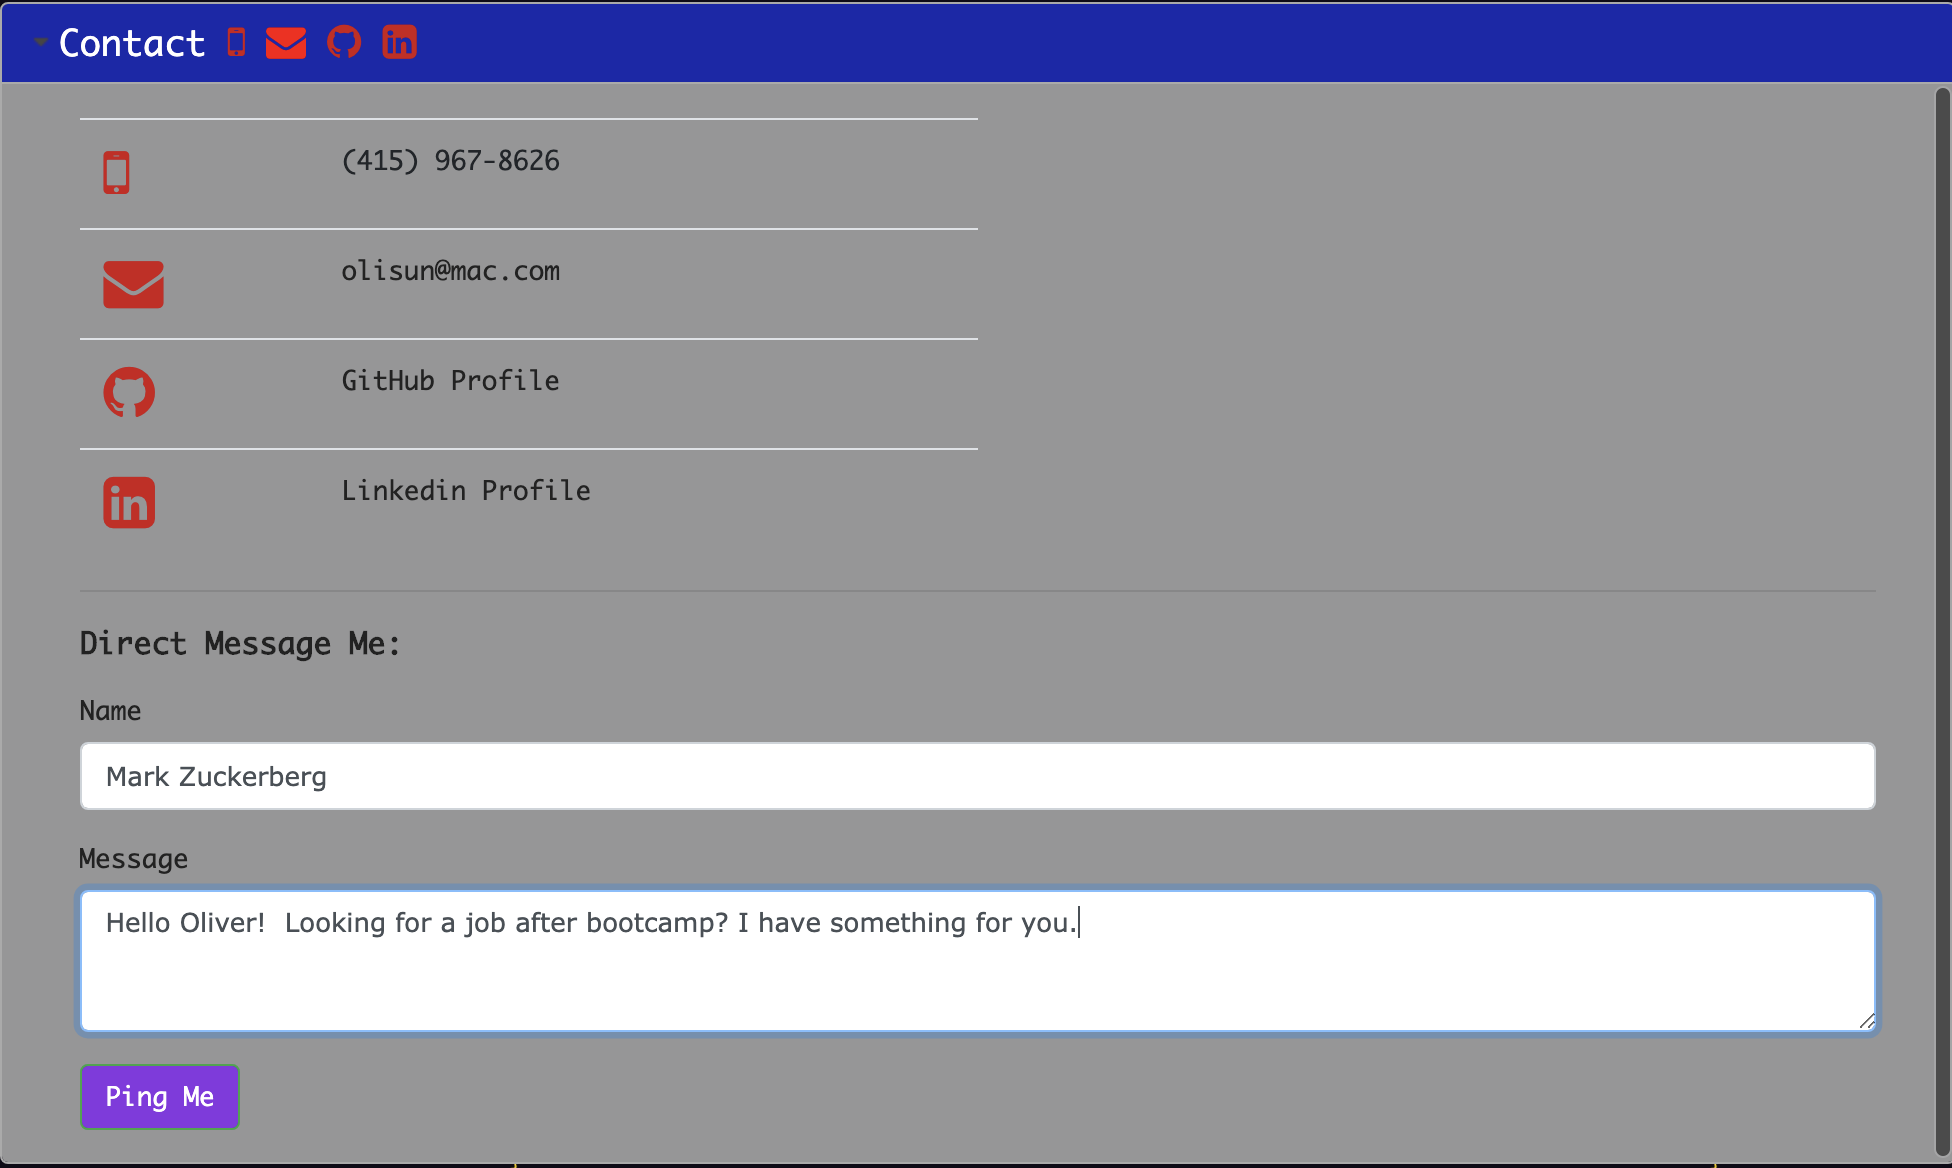 Contact
(415) 967-8626
olisun@mac.com
GitHub Profile
Linkedin Profile
Direct Message Me:
Name
Mark Zuckerberg
Message
Hello Oliver!  Looking for a job after bootcamp? I have something for you.
Ping Me